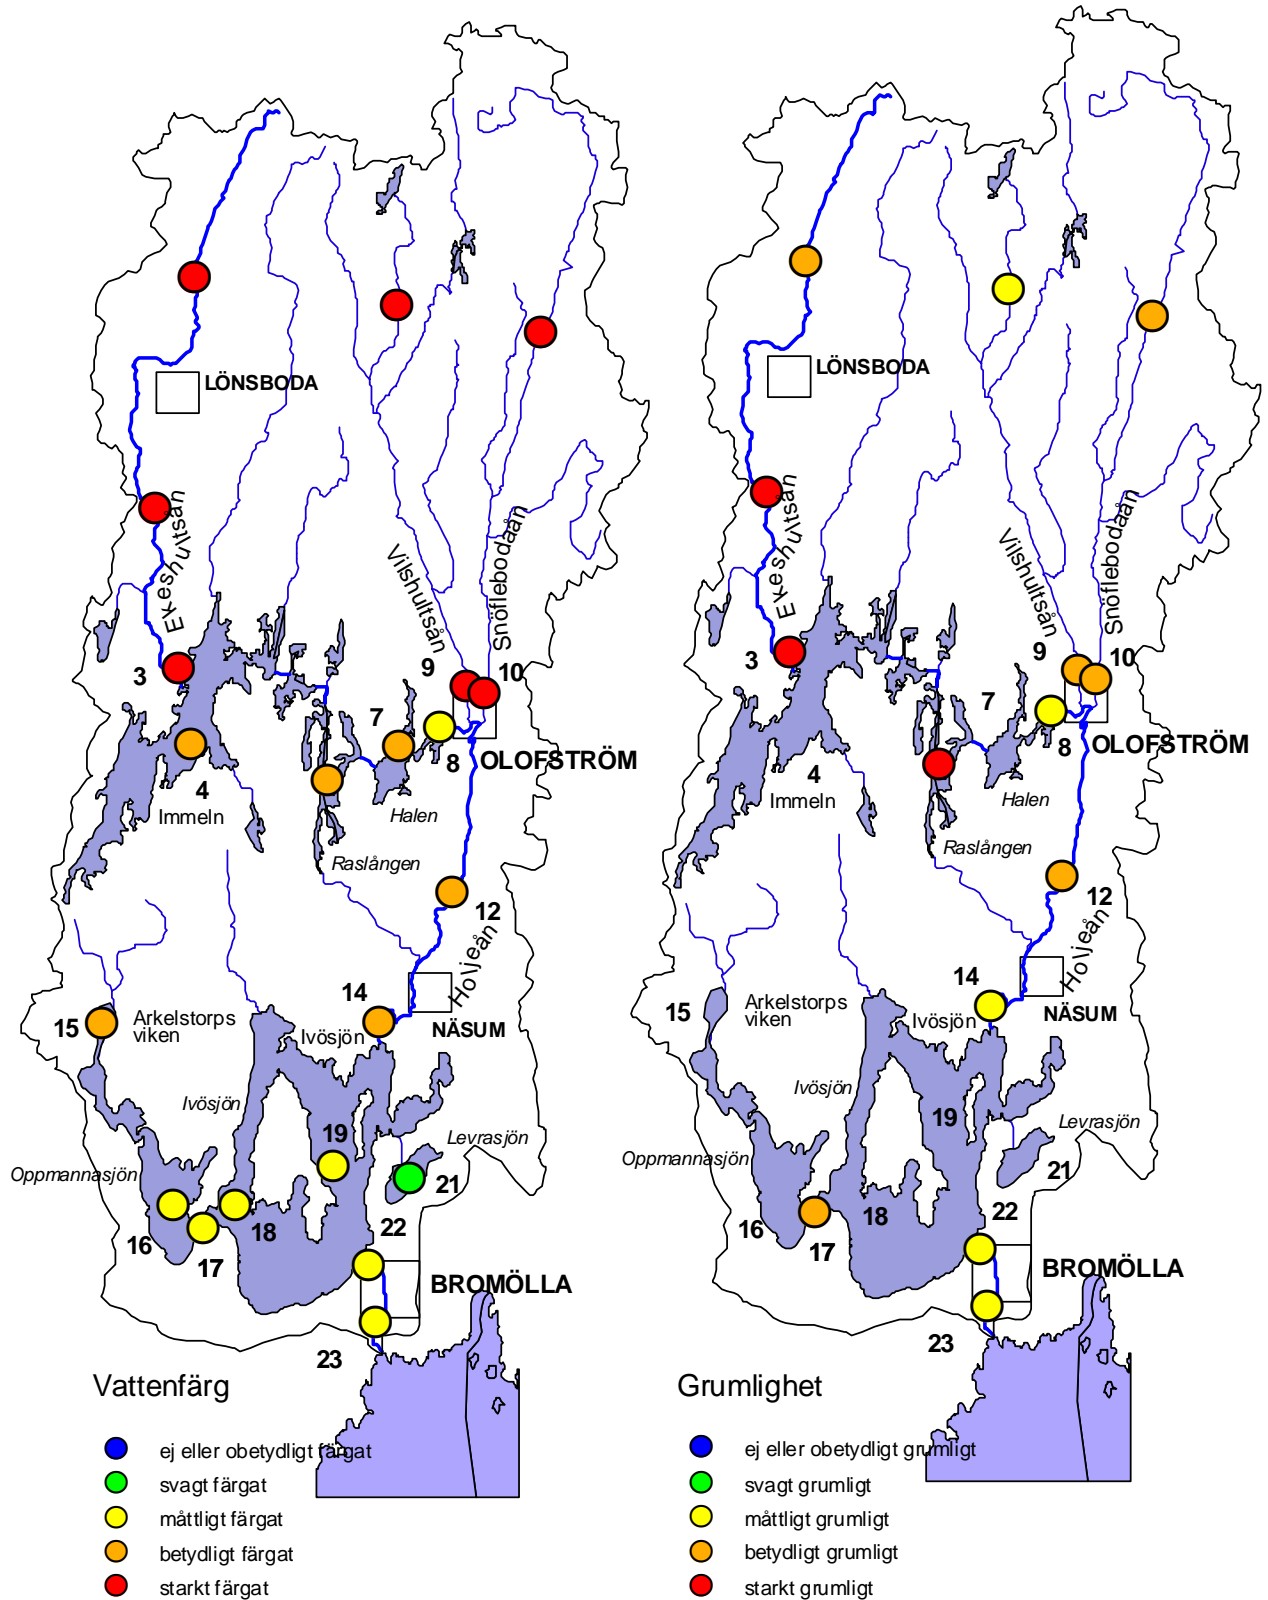 LÖNSBODA
Ekeshultsån
Vilshultsån
Snöflebodaån
3
9
10
7
8
OLOFSTRÖM
4
Immeln
Halen
Raslången
12
Holjeån
14
15
Arkelstorps
viken
Ivösjön
NÄSUM
Ivösjön
19
Levrasjön
Oppmannasjön
21
16
17
18
22
BROMÖLLA
23
Vattenfärg
ej eller obetydligt färgat
svagt färgat
måttligt färgat
betydligt färgat
starkt färgat
LÖNSBODA
Ekeshultsån
Vilshultsån
Snöflebodaån
3
9
10
7
8
OLOFSTRÖM
4
Immeln
Halen
Raslången
12
Holjeån
14
15
Arkelstorps
viken
Ivösjön
NÄSUM
Ivösjön
19
Levrasjön
Oppmannasjön
21
16
17
18
22
BROMÖLLA
23
Grumlighet
ej eller obetydligt grumligt
svagt grumligt
måttligt grumligt
betydligt grumligt
starkt grumligt